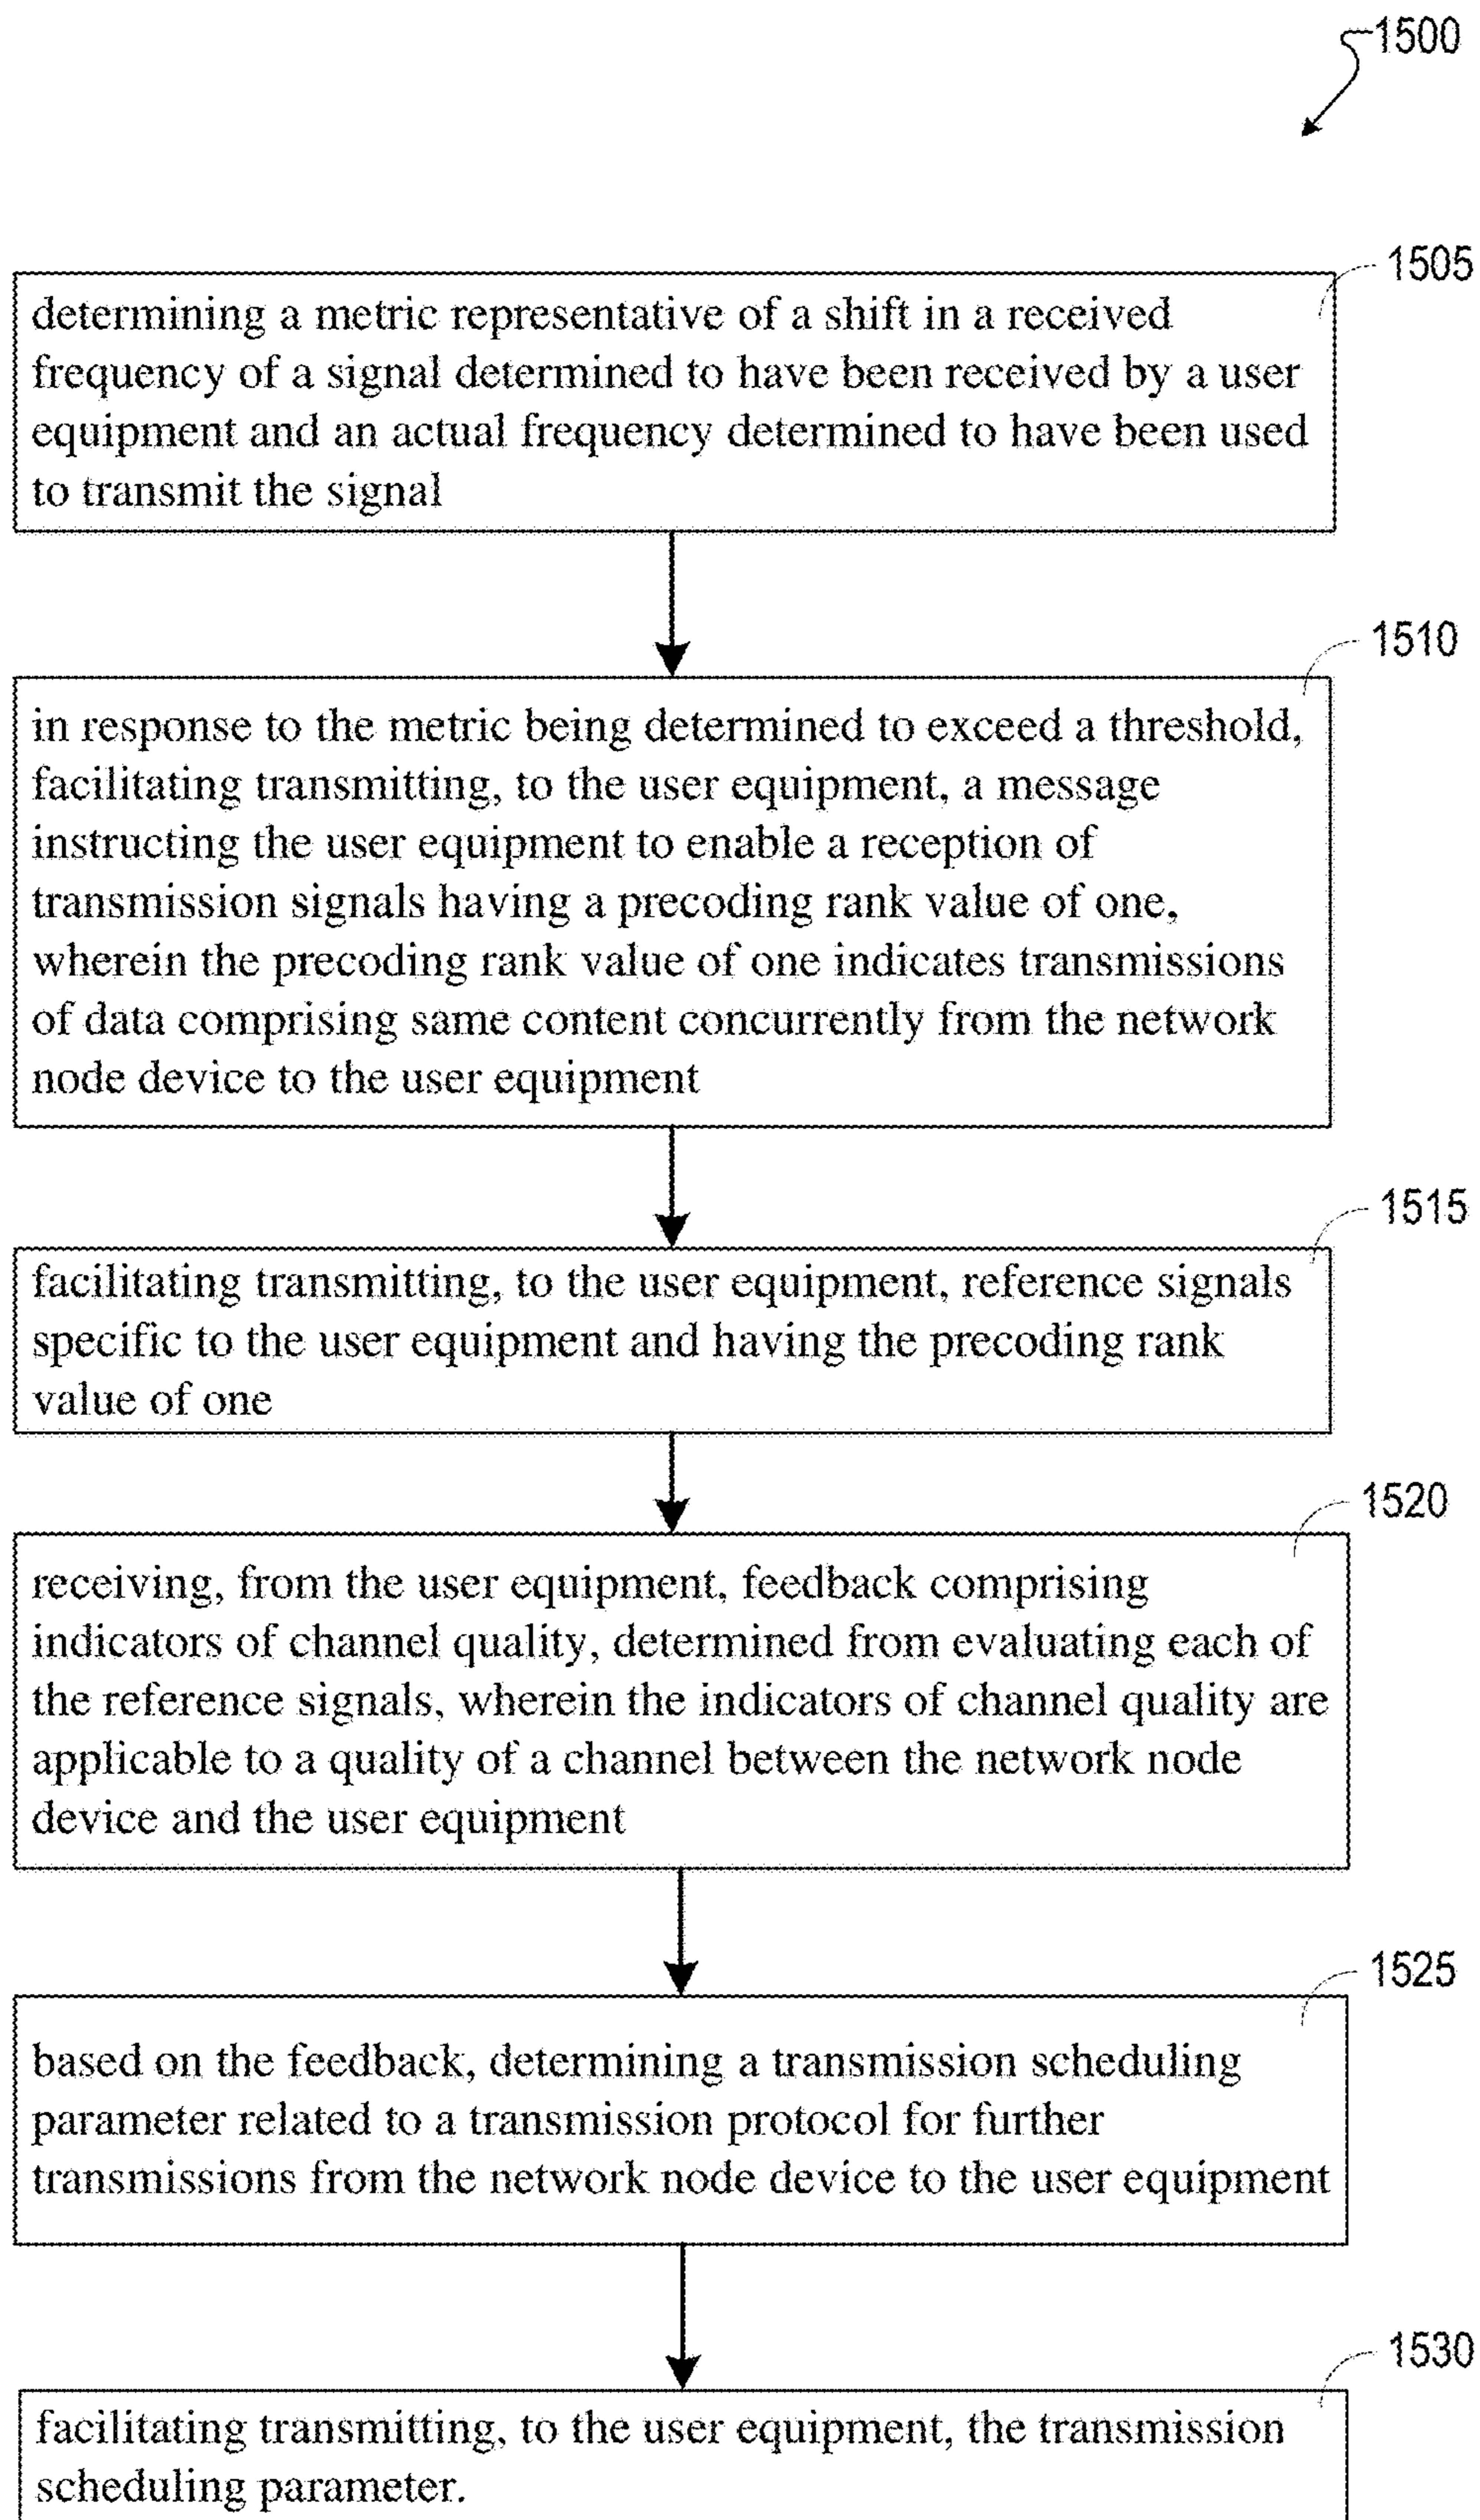 1500
1505
determining a metric representative of a shift in a received
frequency of a signal determined to have been received by a user
equipment and an actual frequency determined to have been used
to transmit the signal
1510
in response to the metric being determined to exceed a threshold,
facilitating transmitting, to the user equipment, a message
instructing the user equipment to enable a reception of
transmission signals having a precoding rank value of one,
wherein the precoding rank value of one indicates transmissions
of data comprising same content concurrently from the network
node device to the user equipment
1515
facilitating transmitting, to the user equipment, reference signals
specific to the user equipment and having the precoding rank
value of one
1520
receiving, from the user equipment, feedback comprising
indicators of channel quality, determined from evaluating each of
the reference signals, wherein the indicators of channel quality are
applicable to a quality of a channel between the network node
device and the user equipment
1525
based on the feedback, determining a transmission scheduling
parameter related to a transmission protocol for further
transmissions from the network node device to the user equipment
1530
facilitating transmitting, to the user equipment, the transmission
scheduling parameter.